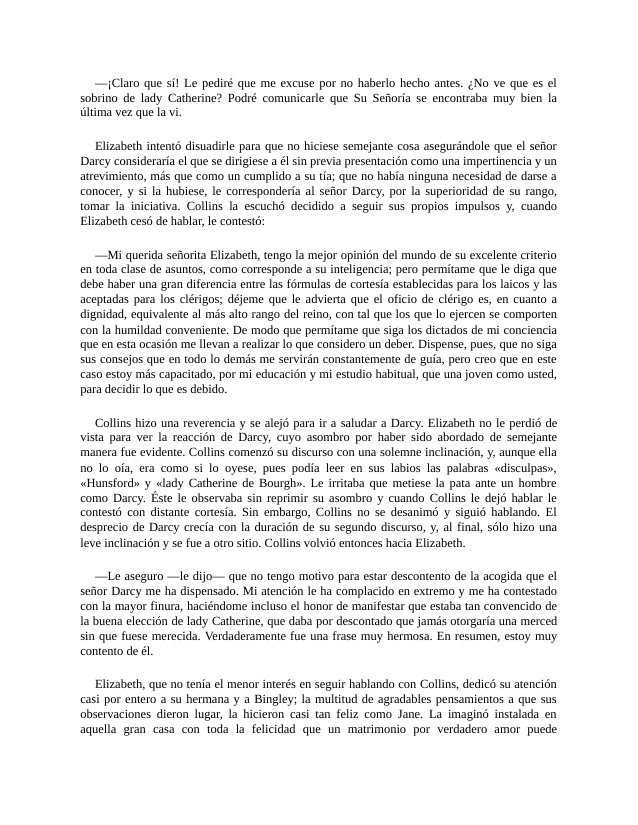 —¡Claro que sí! Le pediré que me excuse por no haberlo hecho antes. ¿No ve que es el
sobrino de lady Catherine? Podré comunicarle que Su Señoría se encontraba muy bien la
última vez que la vi.
Elizabeth intentó disuadirle para que no hiciese semejante cosa asegurándole que el señor
Darcy consideraría el que se dirigiese a él sin previa presentación como una impertinencia y un
atrevimiento, más que como un cumplido a su tía; que no había ninguna necesidad de darse a
conocer, y si la hubiese, le correspondería al señor Darcy, por la superioridad de su rango,
tomar la iniciativa. Collins la escuchó decidido a seguir sus propios impulsos y, cuando
Elizabeth cesó de hablar, le contestó:
—Mi querida señorita Elizabeth, tengo la mejor opinión del mundo de su excelente criterio
en toda clase de asuntos, como corresponde a su inteligencia; pero permítame que le diga que
debe haber una gran diferencia entre las fórmulas de cortesía establecidas para los laicos y las
aceptadas para los clérigos; déjeme que le advierta que el oficio de clérigo es, en cuanto a
dignidad, equivalente al más alto rango del reino, con tal que los que lo ejercen se comporten
con la humildad conveniente. De modo que permítame que siga los dictados de mi conciencia
que en esta ocasión me llevan a realizar lo que considero un deber. Dispense, pues, que no siga
sus consejos que en todo lo demás me servirán constantemente de guía, pero creo que en este
caso estoy más capacitado, por mi educación y mi estudio habitual, que una joven como usted,
para decidir lo que es debido.
Collins hizo una reverencia y se alejó para ir a saludar a Darcy. Elizabeth no le perdió de
vista para ver la reacción de Darcy, cuyo asombro por haber sido abordado de semejante
manera fue evidente. Collins comenzó su discurso con una solemne inclinación, y, aunque ella
no lo oía, era como si lo oyese, pues podía leer en sus labios las palabras «disculpas»,
«Hunsford» y «lady Catherine de Bourgh». Le irritaba que metiese la pata ante un hombre
como Darcy. Éste le observaba sin reprimir su asombro y cuando Collins le dejó hablar le
contestó con distante cortesía. Sin embargo, Collins no se desanimó y siguió hablando. El
desprecio de Darcy crecía con la duración de su segundo discurso, y, al final, sólo hizo una
leve inclinación y se fue a otro sitio. Collins volvió entonces hacia Elizabeth.
—Le aseguro —le dijo— que no tengo motivo para estar descontento de la acogida que el
señor Darcy me ha dispensado. Mi atención le ha complacido en extremo y me ha contestado
con la mayor finura, haciéndome incluso el honor de manifestar que estaba tan convencido de
la buena elección de lady Catherine, que daba por descontado que jamás otorgaría una merced
sin que fuese merecida. Verdaderamente fue una frase muy hermosa. En resumen, estoy muy
contento de él.
Elizabeth, que no tenía el menor interés en seguir hablando con Collins, dedicó su atención
casi por entero a su hermana y a Bingley; la multitud de agradables pensamientos a que sus
observaciones dieron lugar, la hicieron casi tan feliz como Jane. La imaginó instalada en
aquella gran casa con toda la felicidad que un matrimonio por verdadero amor puede